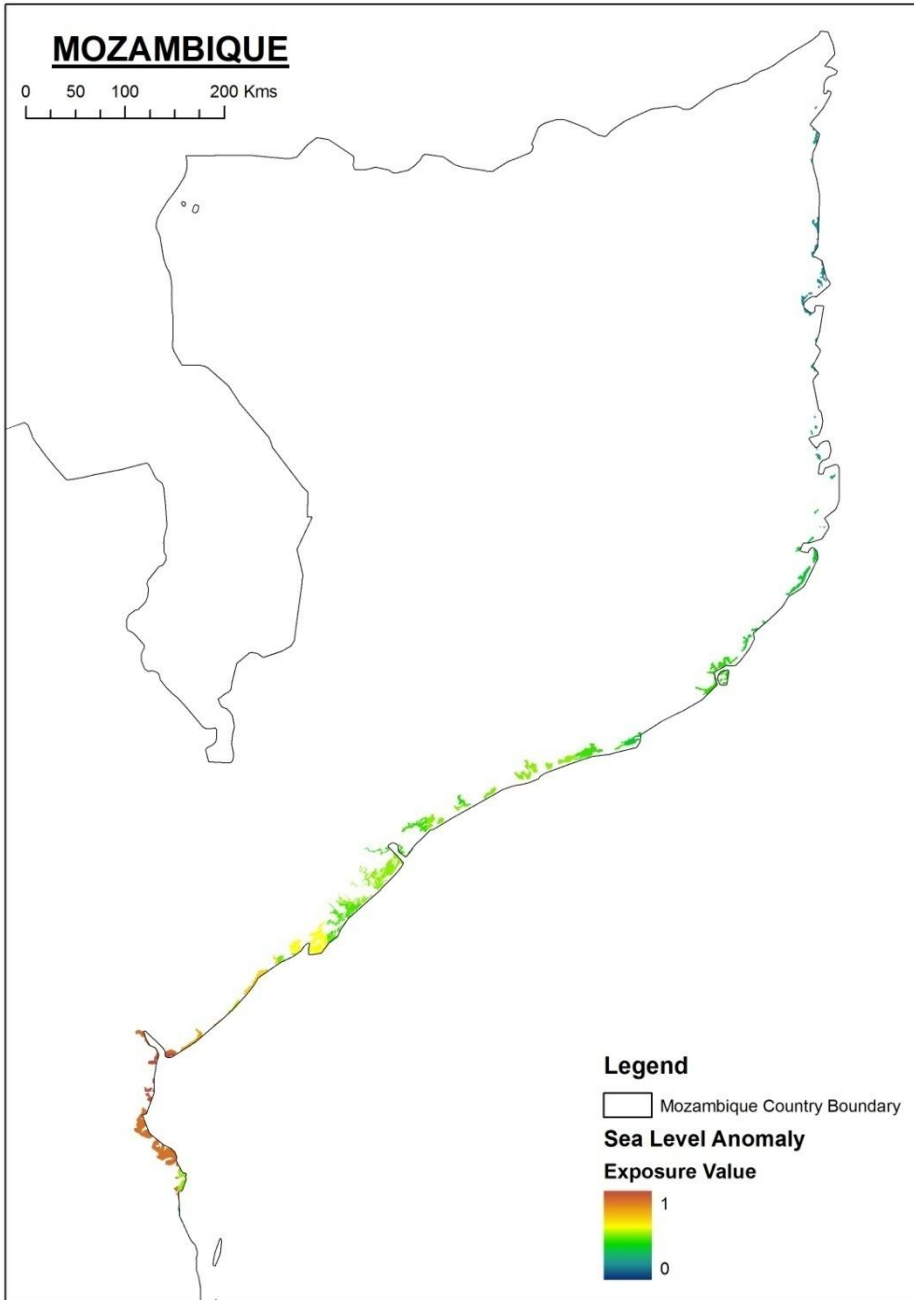 MOZAMBIQUE
0 50 100 200 Kms
Legend
Mozambique Country Boundary
Sea Level Anomaly
Exposure Value
1
0